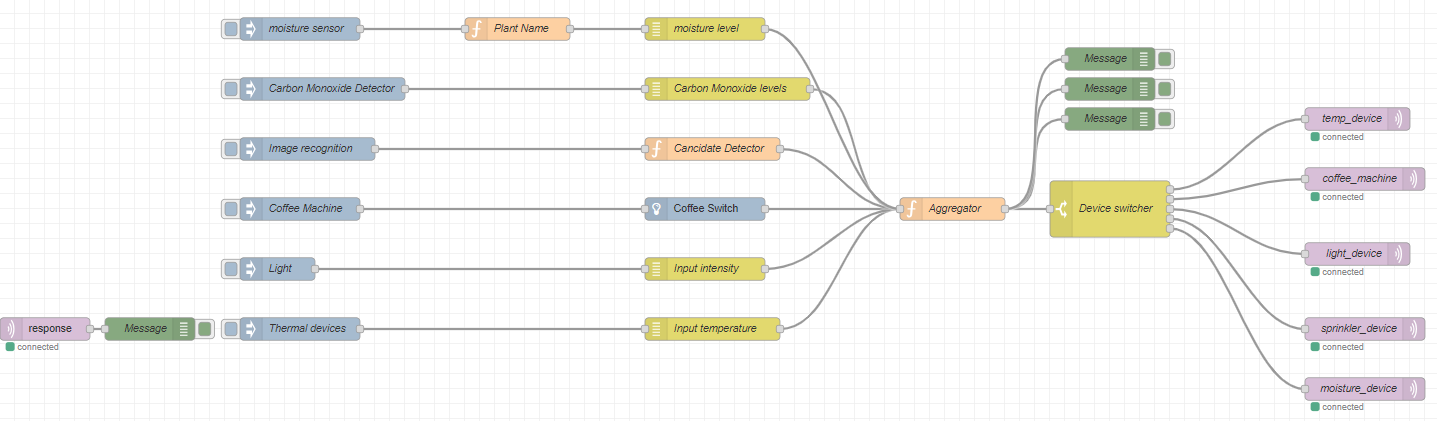 moisture sensor
Plant Name
moisture level
Message
Carbon Monoxide Detector
Carbon Monoxide levels
Message
Message
temp_device
connected
Image recognition
Cancidate Detector
coffee_machine
connected
Coffee Machine
Coffee Switch
Aggregator
Device switcher
light_device
connected
Light
Input intensity
response
connected
Message
Thermal devices
Input temperature
sprinkler_device
connected
moisture_device
connected